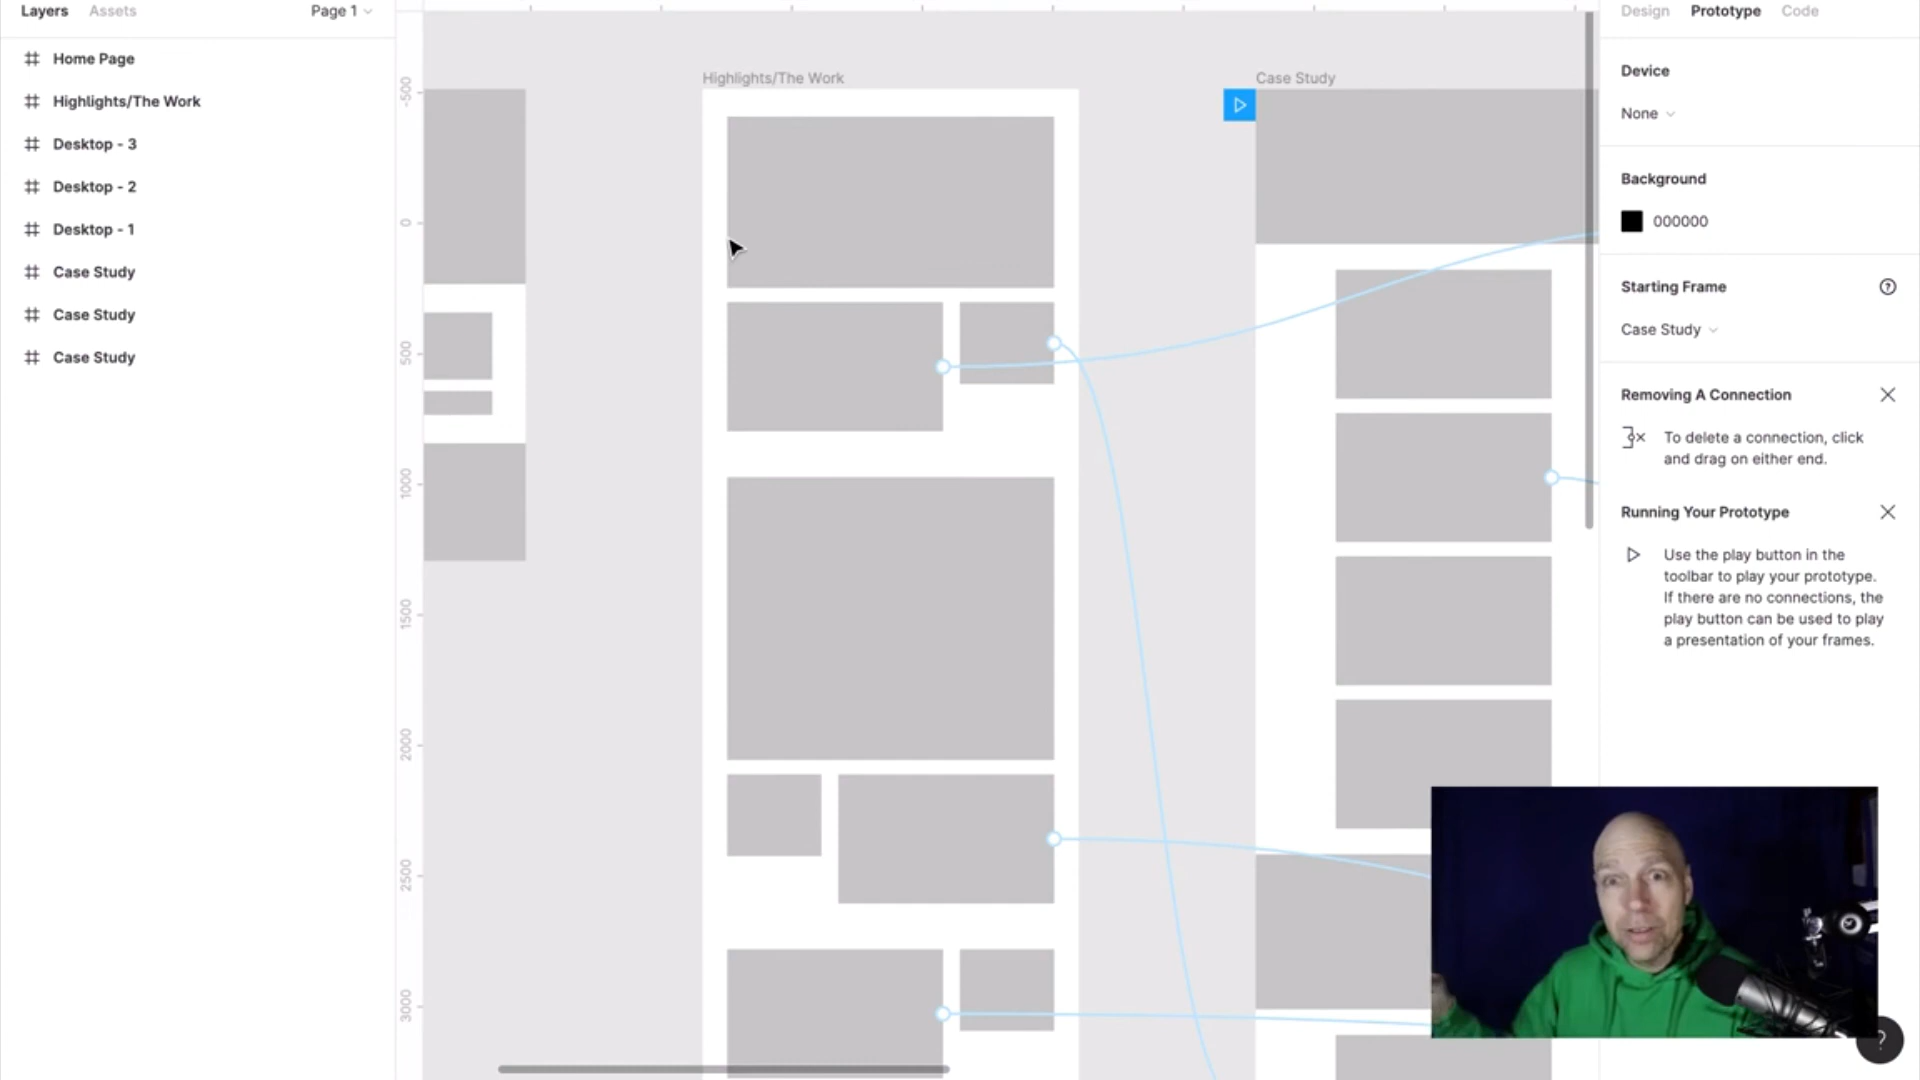 Layers Assets Page 1
Home Page
Highlights/The Work
Desktop - 3
Desktop - 2
Desktop - 1
Case Study
Case Study
Case Study
-500
0
500
1000
1500
2000
2500
3000
Highlights/The Work
Case Study
Design Prototype Code
Device
None
Background
000000
Starting Frame ?
Case Study
Removing A Connection
To delete a connection, click
and drag on either end.
Running Your Prototype
Use the play button in the
toolbar to play your prototype.
If there are no connections, the
play button can be used to play
a presentation of your frames.
?